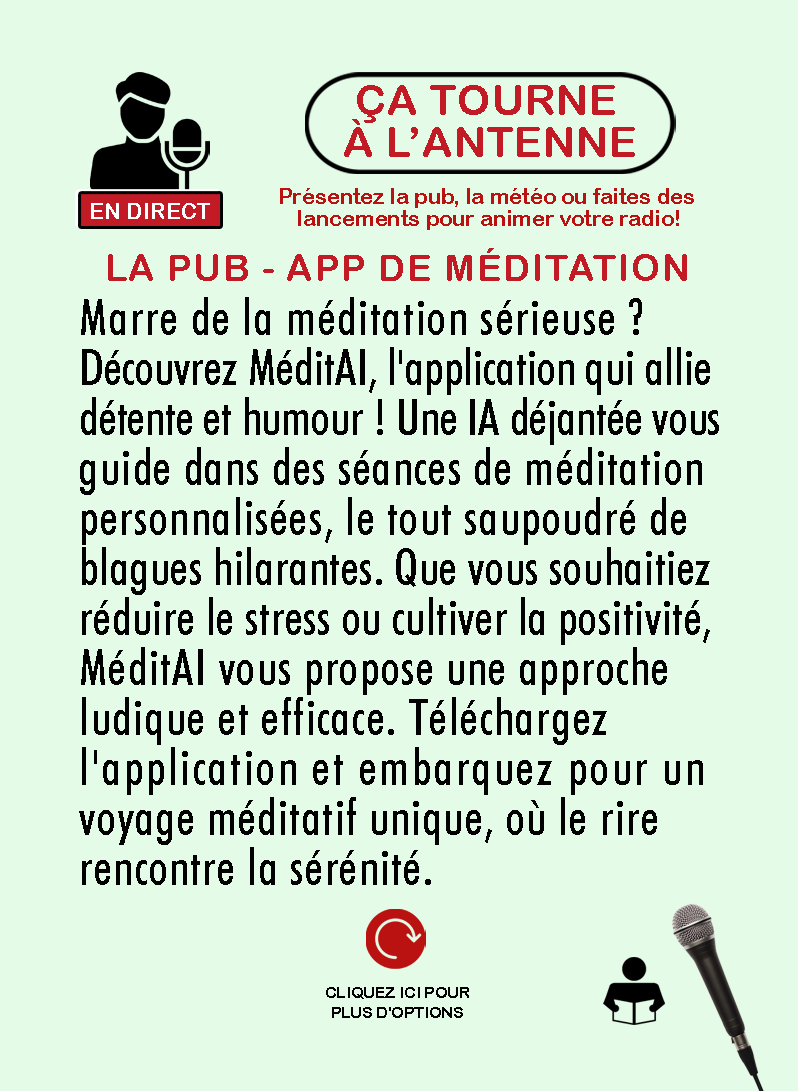 ÇA TOURNE
À L’ANTENNE
EN DIRECT
Présentez la pub, la météo ou faites des
lancements pour animer votre radio!
LA PUB - APP DE MÉDITATION
Marre de la méditation sérieuse ?
Découvrez MéditAI, l'application qui allie
détente et humour ! Une IA déjantée vous
guide dans des séances de méditation
personnalisées, le tout saupoudré de
blagues hilarantes. Que vous souhaitiez
réduire le stress ou cultiver la positivité,
MéditAI vous propose une approche
ludique et efficace. Téléchargez
l'application et embarquez pour un
voyage méditatif unique, où le rire
rencontre la sérénité.
CLIQUEZ ICI POUR
PLUS D'OPTIONS